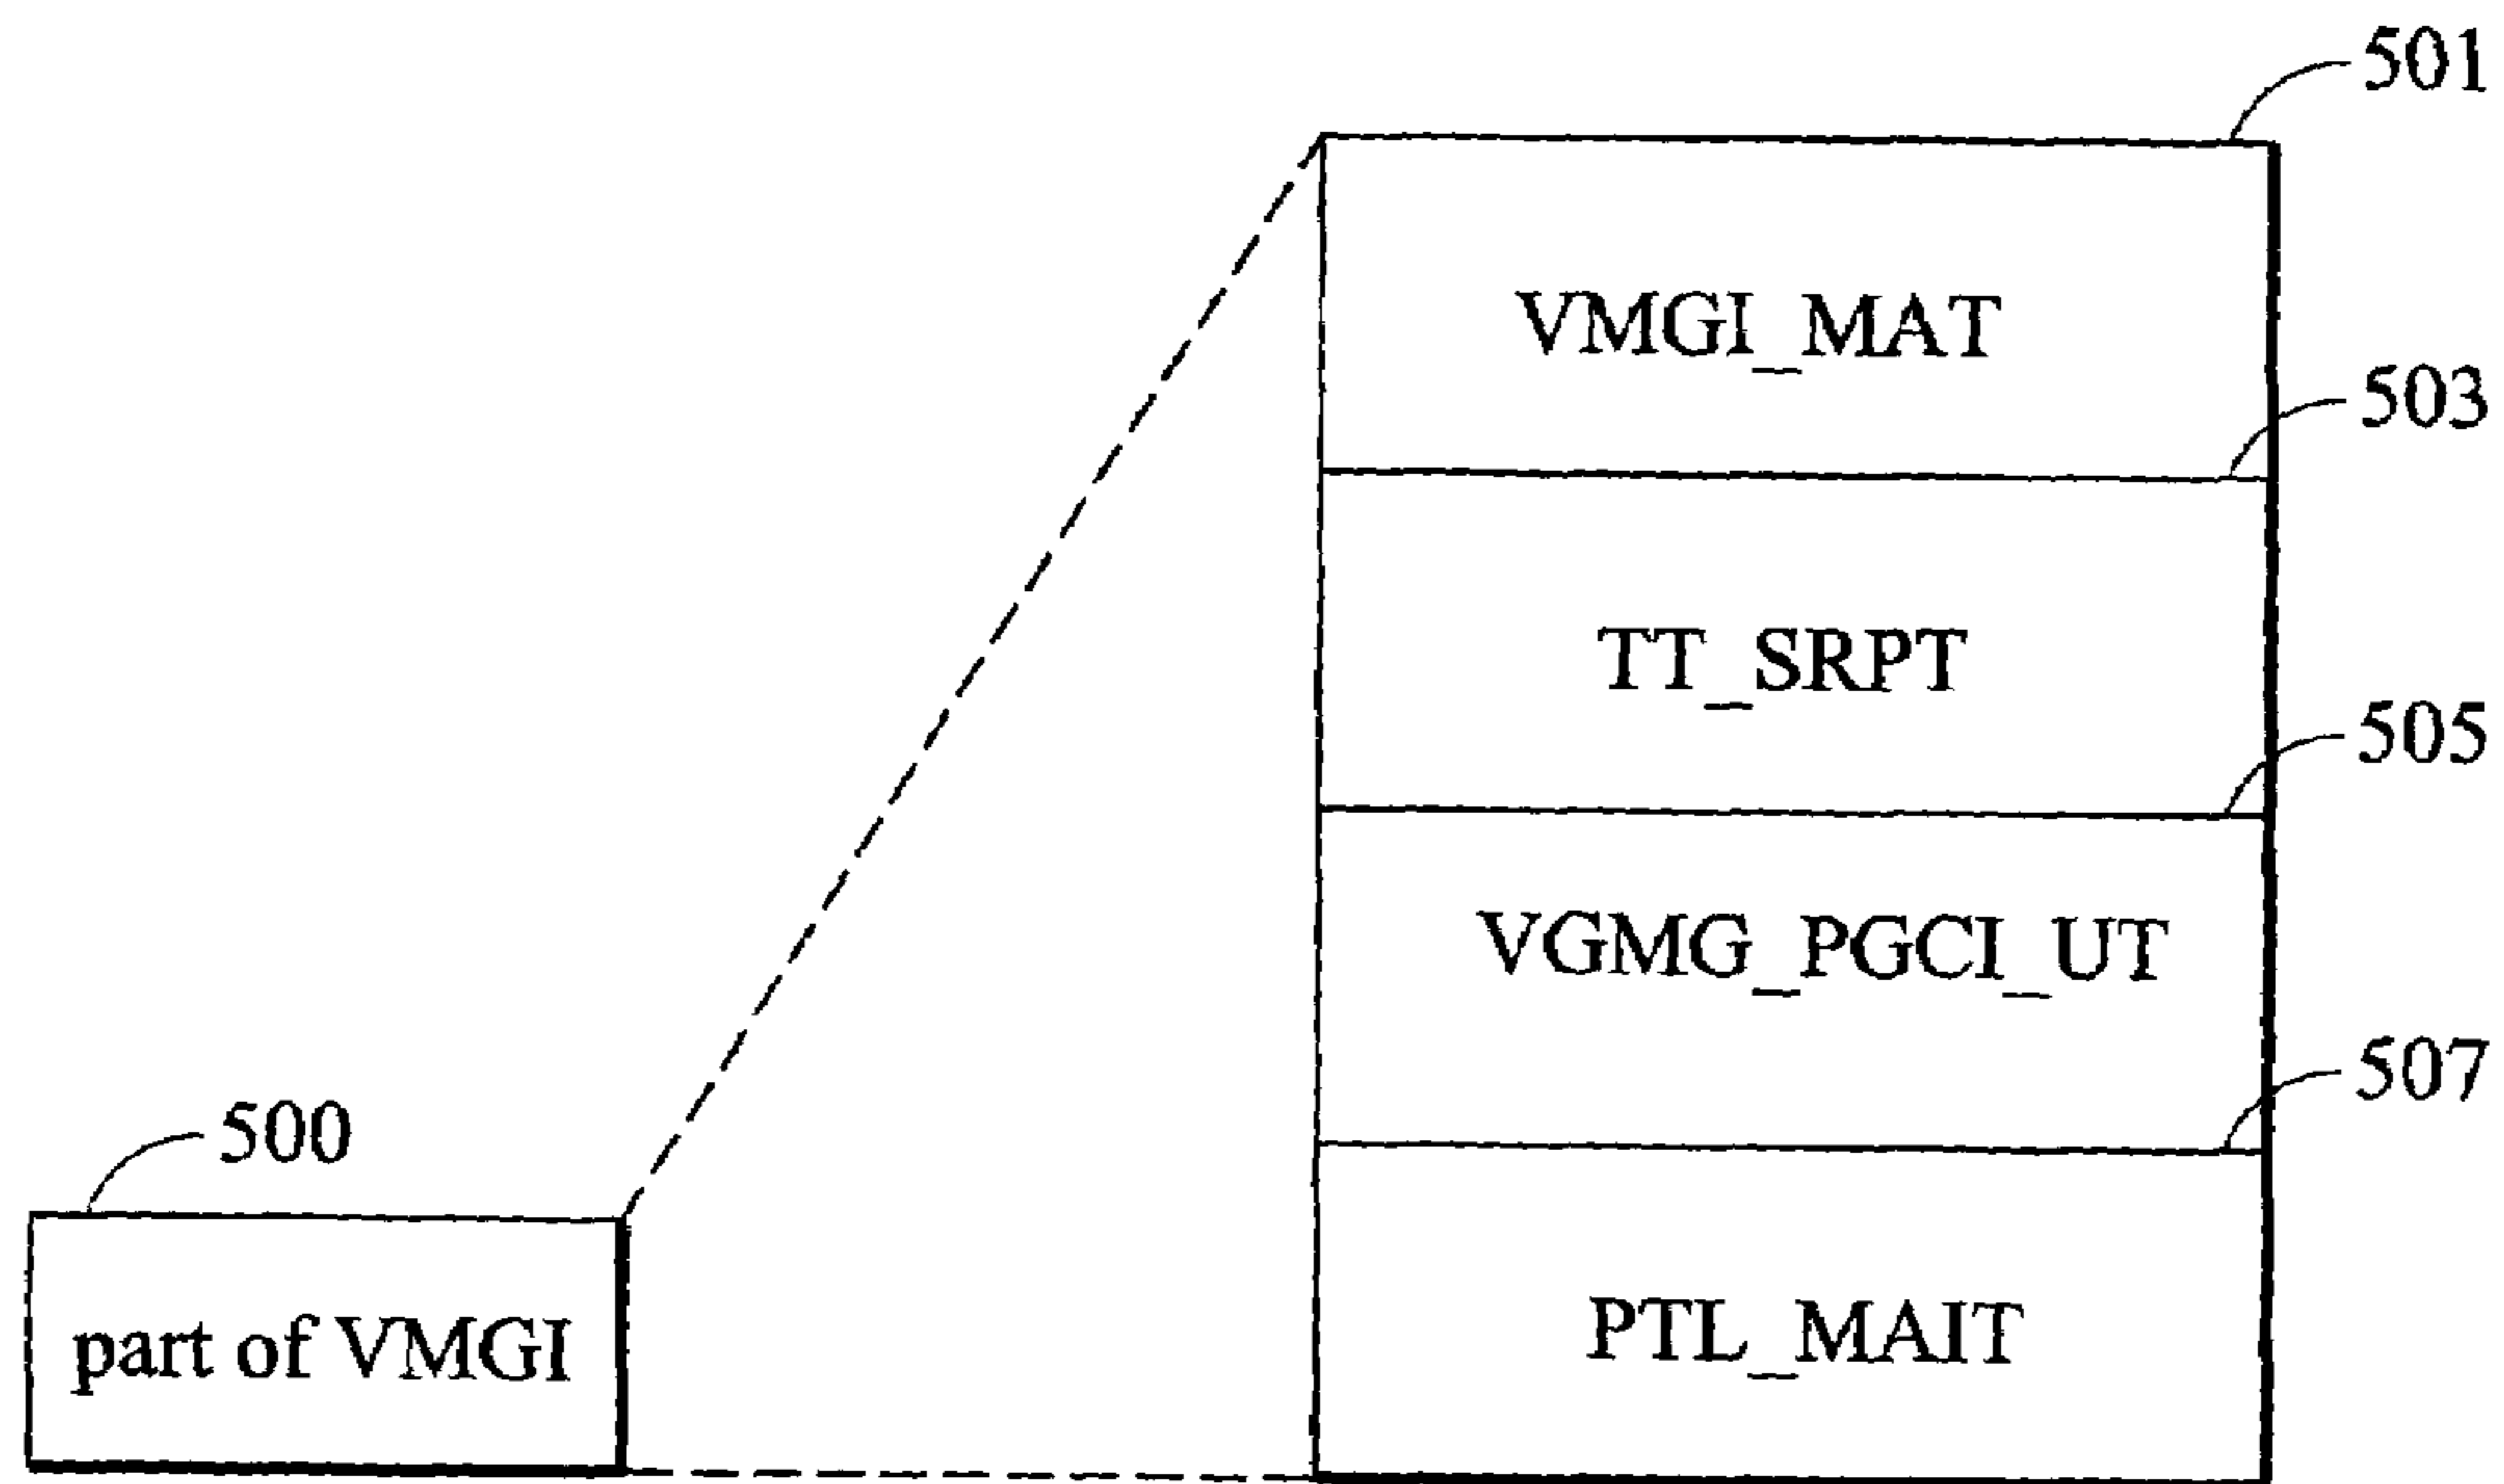 501
VMGI_MAT
503
TT_SRPT
505
VGMG_PGCI_UT
507
PTL_MAIT
500
part of VMGI